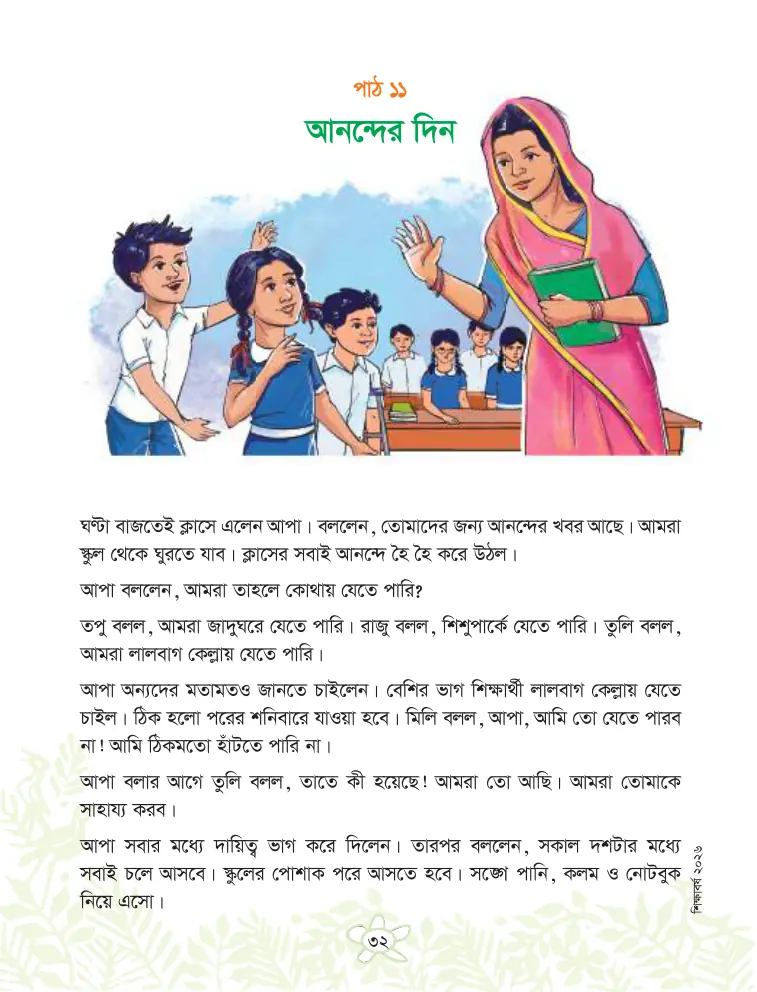 পাঠ ১১
আনন্দের দিন
ঘণ্টা বাজতেই ক্লাসে এলেন আপা। বললেন, তোমাদের জন্য আনন্দের খবর আছে। আমরা
স্কুল থেকে ঘুরতে যাব। ক্লাসের সবাই আনন্দে হৈ হৈ করে উঠল।
আপা বললেন, আমরা তাহলে কোথায় যেতে পারি?
তপু বলল, আমরা জাদুঘরে যেতে পারি। রাজু বলল, শিশুপার্কে যেতে পারি। তুলি বলল,
আমরা লালবাগ কেল্লায় যেতে পারি।
আপা অন্যদের মতামতও জানতে চাইলেন। বেশির ভাগ শিক্ষার্থী লালবাগ কেল্লায় যেতে
চাইল। ঠিক হলো পরের শনিবারে যাওয়া হবে। মিলি বলল, আপা, আমি তো যেতে পারব
না! আমি ঠিকমতো হাঁটতে পারি না।
আপা বলার আগে তুলি বলল, তাতে কী হয়েছে! আমরা তো আছি। আমরা তোমাকে
সাহায্য করব।
আপা সবার মধ্যে দায়িত্ব ভাগ করে দিলেন। তারপর বললেন, সকাল দশটার মধ্যে
সবাই চলে আসবে। স্কুলের পোশাক পরে আসতে হবে। সঙ্গে পানি, কলম ও নোটবুক
নিয়ে এসো।
শিক্ষাবর্ষ ২০২৬
৩২